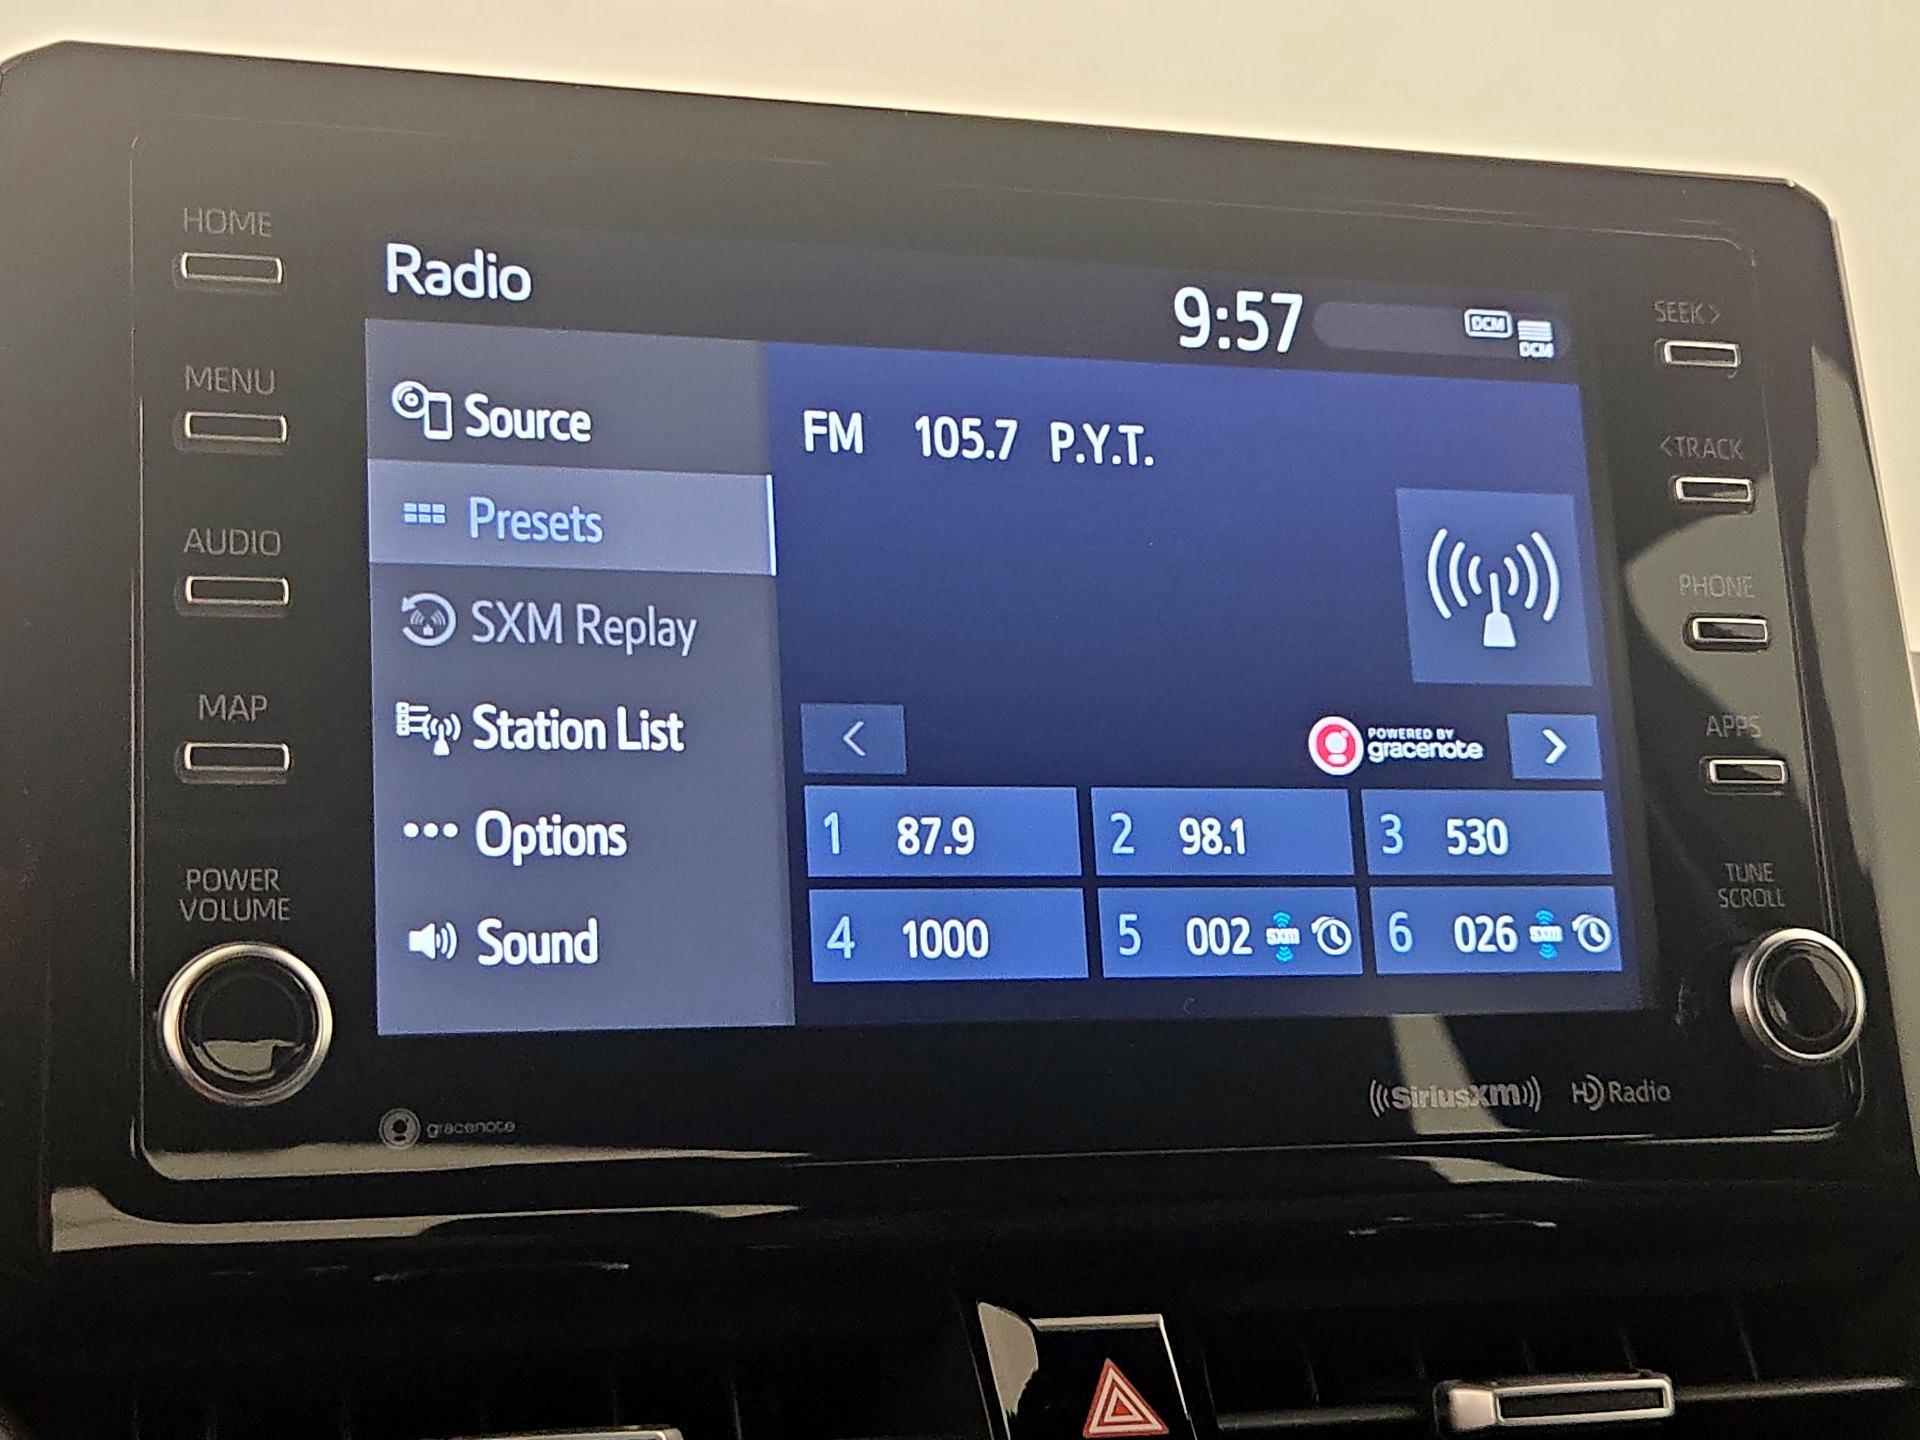 HOME
MENU
AUDIO
MAP
POWER
VOLUME
Radio
9:57
DCM
DCM
Source
Presets
SXM Replay
Station List
Options
Sound
FM 105.7 P.Y.T.
<
POWERED BY
gracenote
>
1 87.9
2 98.1
3 530
4 1000
5 002 sxm
6 026 sxm
SEEK >
< TRACK
PHONE
APPS
TUNE
SCROLL
gracenote
((SiriusXM))
HD Radio